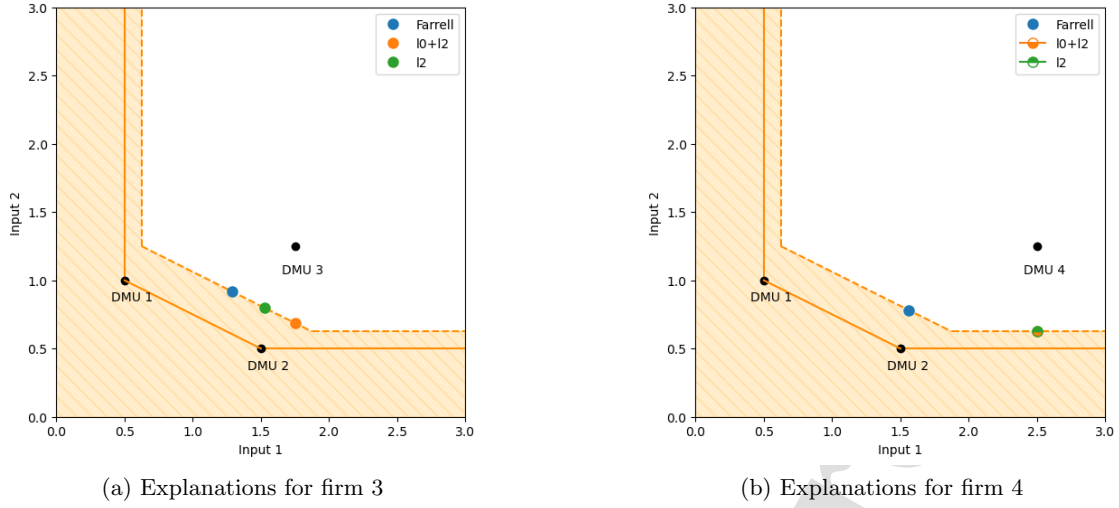 3.0
2.5
2.0
1.5
1.0
0.5
0.0
Input 2
0.0 0.5 1.0 1.5 2.0 2.5 3.0
Input 1
Farrell
l0+l2
l2
DMU 3
DMU 1
DMU 2
(a) Explanations for firm 3
3.0
2.5
2.0
1.5
1.0
0.5
0.0
Input 2
0.0 0.5 1.0 1.5 2.0 2.5 3.0
Input 1
Farrell
l0+l2
l2
DMU 4
DMU 1
DMU 2
(b) Explanations for firm 4